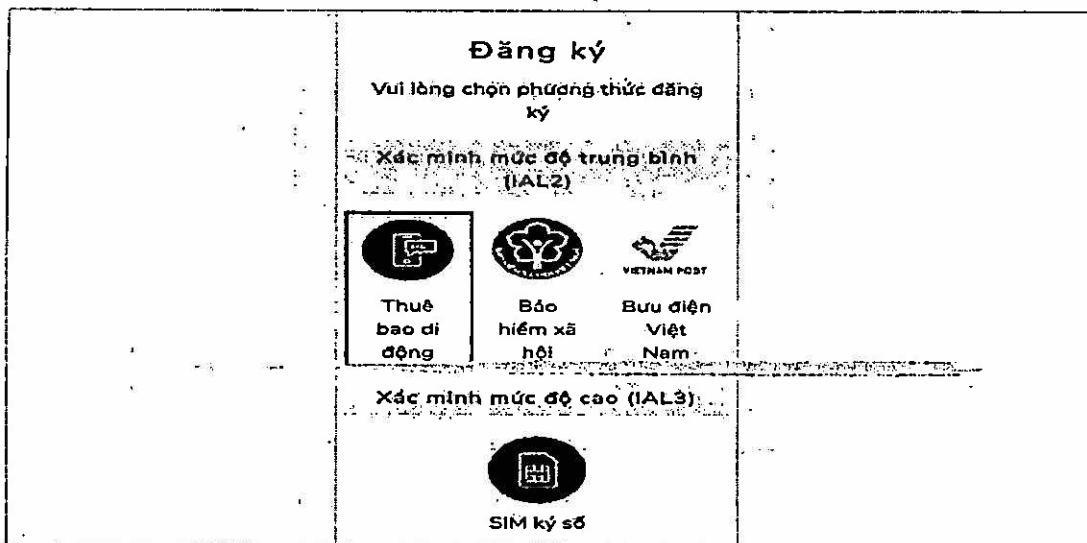 Đăng ký
Vui lòng chọn phương thức đăng
ký
Xác minh mức độ trung bình
(IAL2)
VIETNAM POST
Thuê
bao di
động
Bảo
hiểm xã
hội
Bưu điện
Việt
Nam
Xác minh mức độ cao (IAL3)
SIM ký số